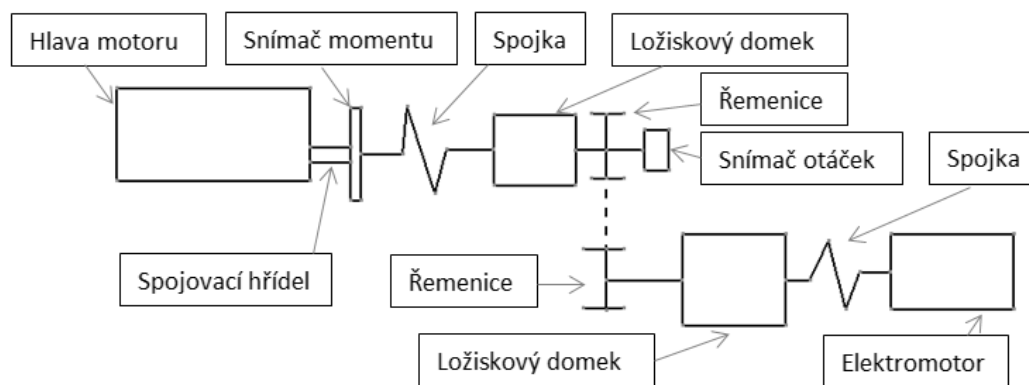 Hlava motoru
Snímač momentu
Spojka
Ložiskový domek
Řemenice
Snímač otáček
Spojka
Spojovací hřídel
Řemenice
Ložiskový domek
Elektromotor